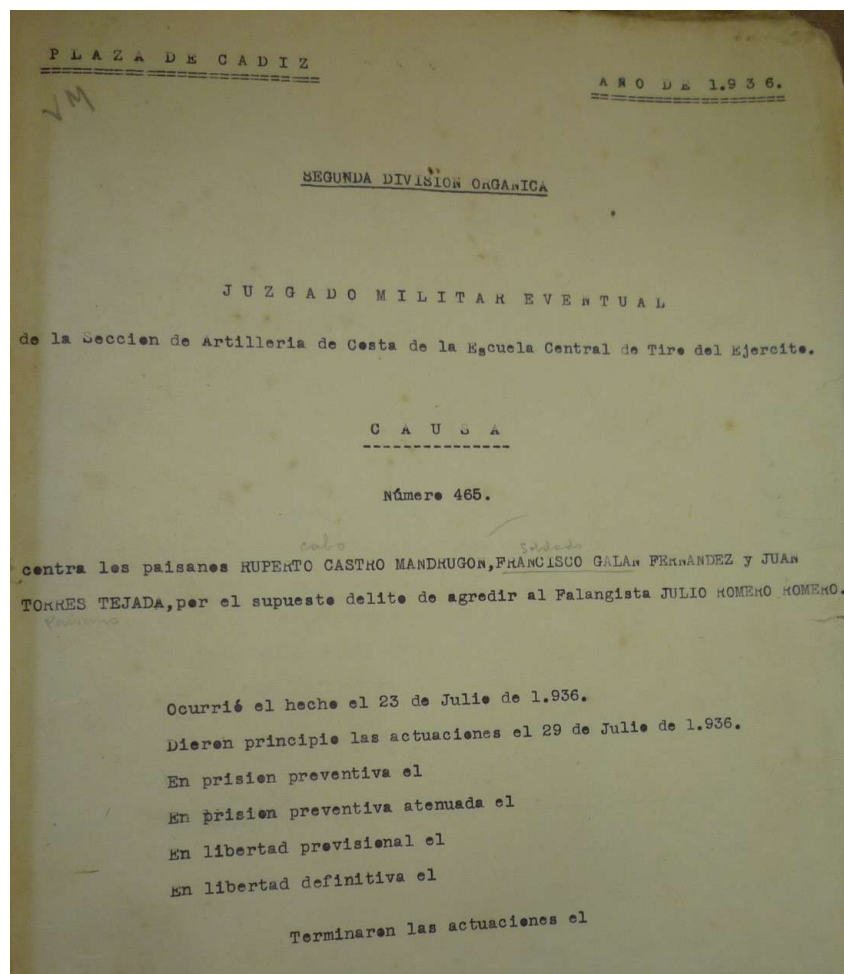 PLAZA DE CADIZ
AÑO DE 1.936.
SEGUNDA DIVISION ORGANICA
JUZGADO MILITAR EVENTUAL
de la Seccion de Artilleria de Costa de la Escuela Central de Tiro del Ejercito.
CAUSA
Número 465.
cabo soldado
contra los paisanos RUPERTO CASTRO MANDRUGON,FRANCISCO GALAN FERNANDEZ y JUAN
TORRES TEJADA,por el supuesto delito de agredir al Falangista JULIO ROMERO ROMERO.
Paisano
Ocurrió el hecho el 23 de Julio de 1.936.
Dieron principio las actuaciones el 29 de Julio de 1.936.
En prision preventiva el
En prision preventiva atenuada el
En libertad provisional el
En libertad definitiva el
Terminaron las actuaciones el